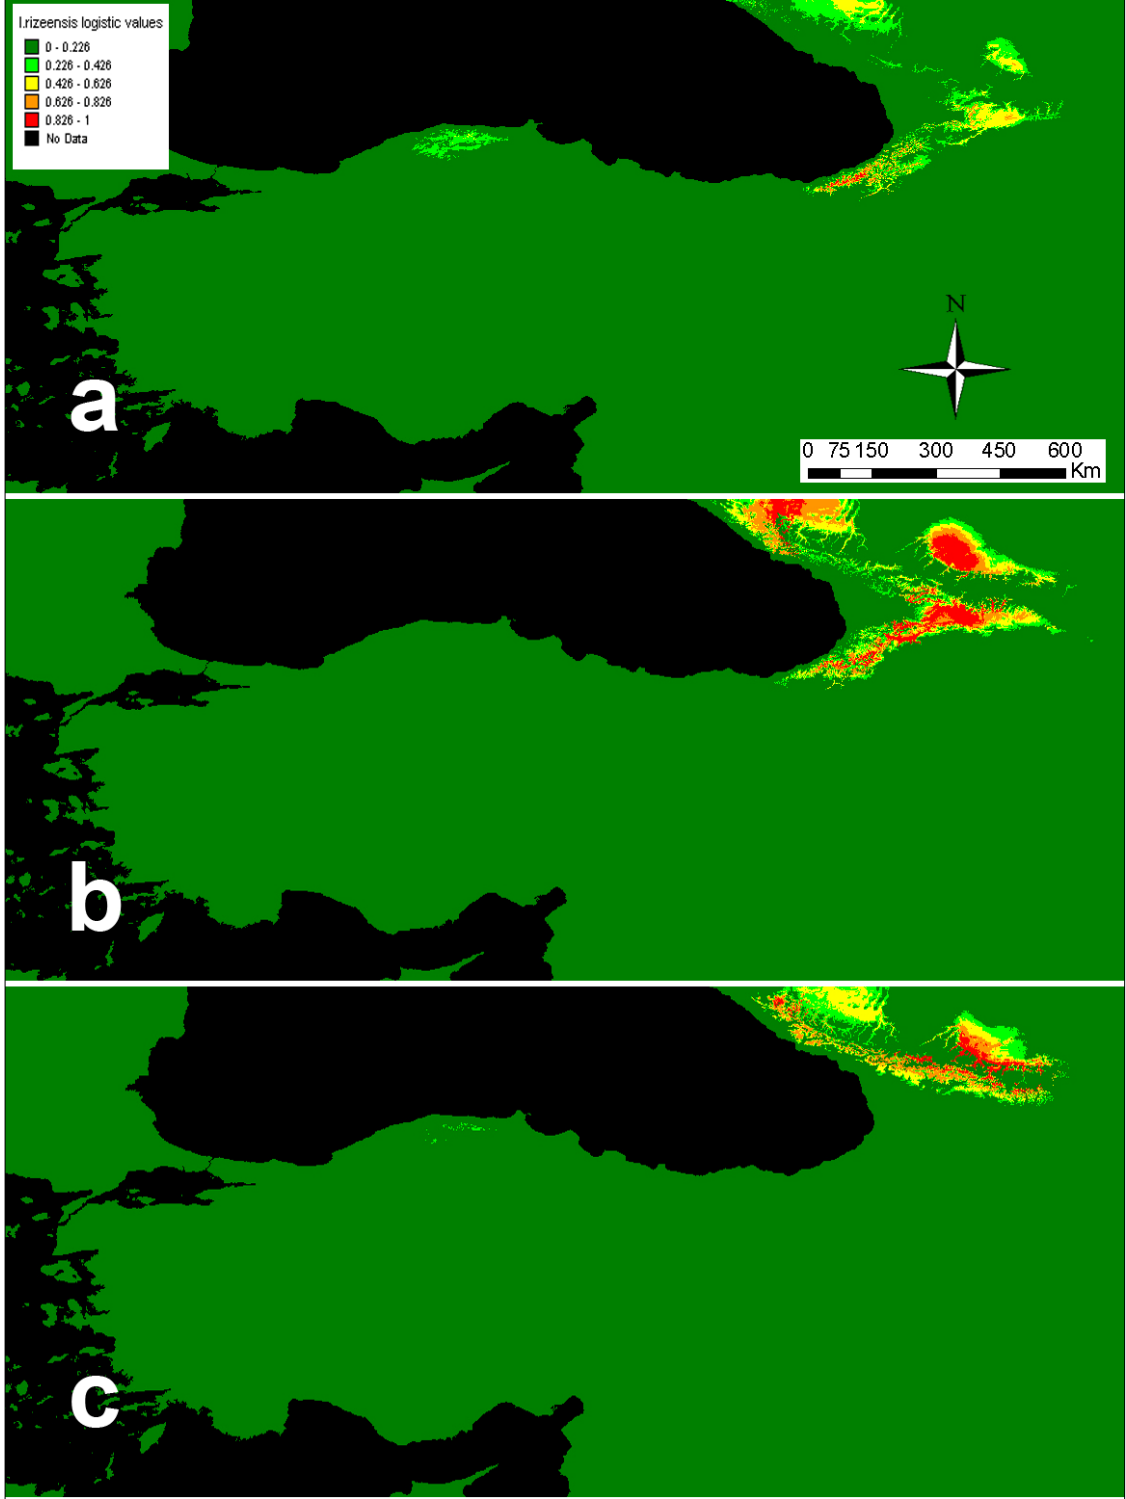 I.rizeensis logistic values
0 - 0.226
0.226 - 0.426
0.426 - 0.626
0.626 - 0.826
0.826 - 1
No Data
N
a
0 75 150 300 450 600
Km
b
c